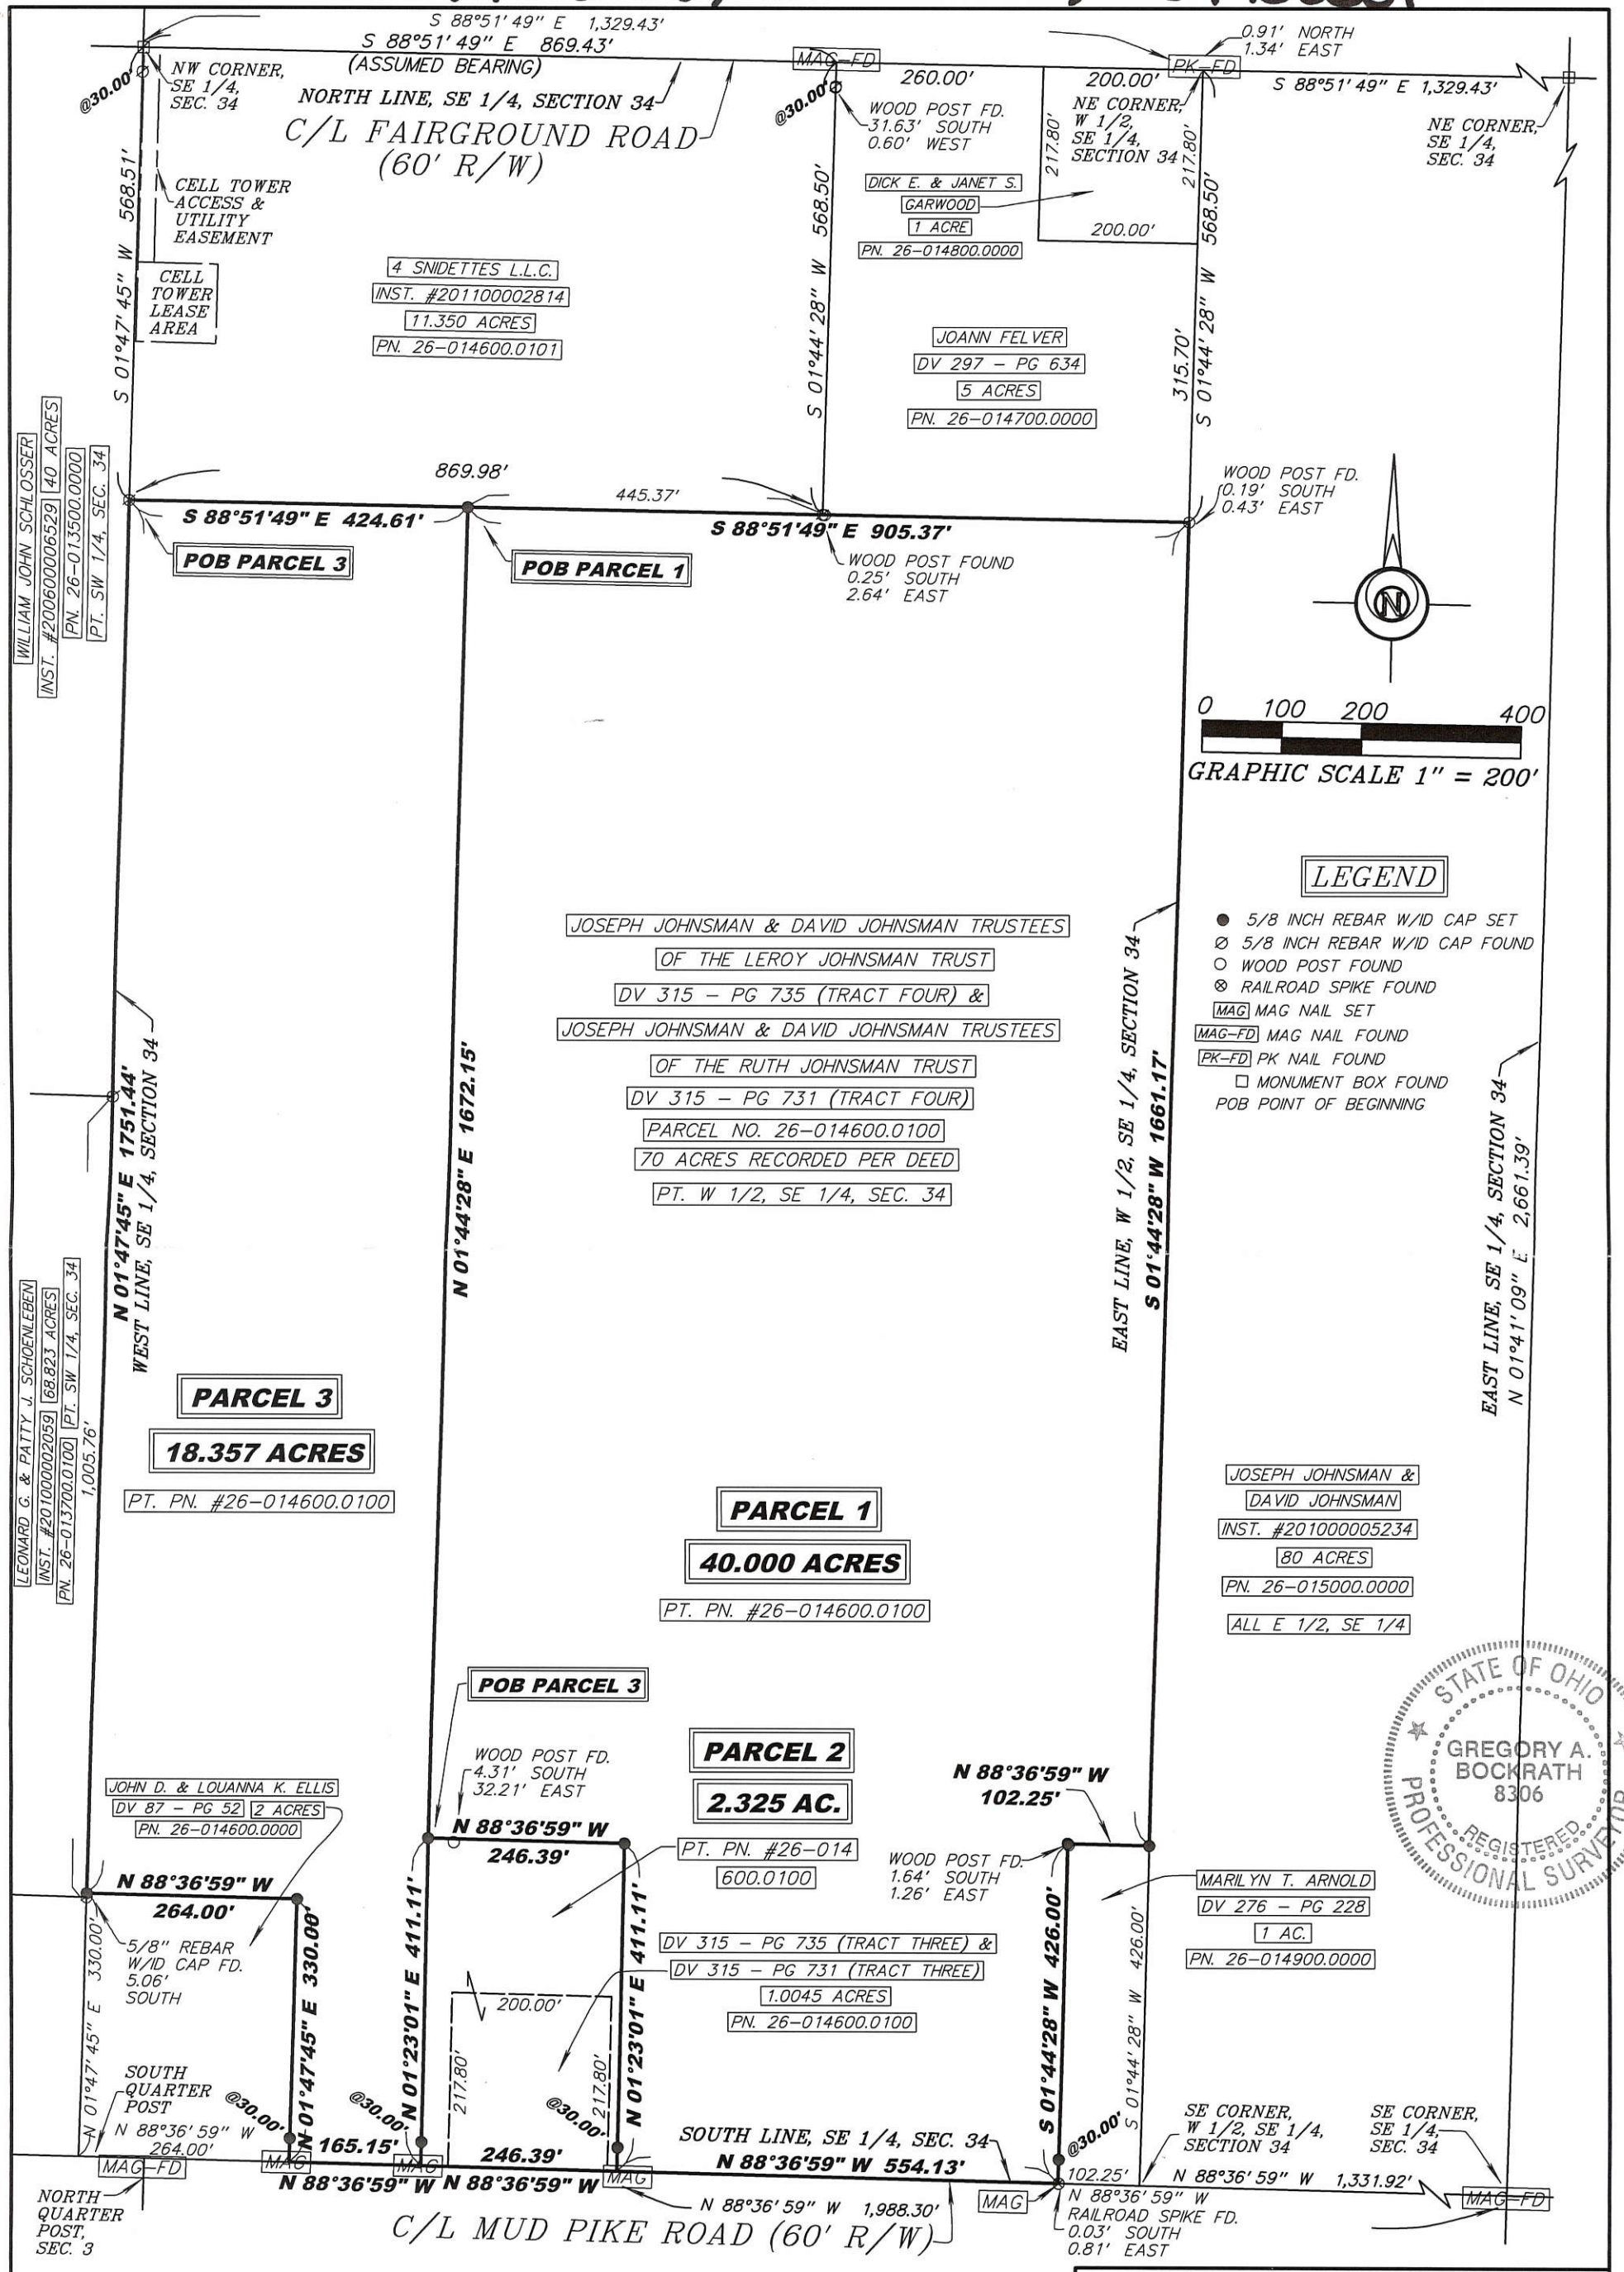 S 88°51'49" E 1,329.43'
S 88°51'49" E 869.43'
(ASSUMED BEARING)
NORTH LINE, SE 1/4, SECTION 34
C/L FAIRGROUND ROAD
(60' R/W)
@30.00'
NW CORNER,
SE 1/4,
SEC. 34
MAG-FD
260.00'
@30.00'
WOOD POST FD.
31.63' SOUTH
0.60' WEST
200.00'
PK-FD
0.91' NORTH
1.34' EAST
NE CORNER,
W 1/2,
SE 1/4,
SECTION 34
S 88°51'49" E 1,329.43'
NE CORNER,
SE 1/4,
SEC. 34
S 01°47'45" W 568.51'
CELL TOWER
ACCESS &
UTILITY
EASEMENT
CELL
TOWER
LEASE
AREA
4 SNIDETTES L.L.C.
INST. #201100002814
11.350 ACRES
PN. 26-014600.0101
S 01°44'28" W 568.50'
DICK E. & JANET S.
GARWOOD
1 ACRE
PN. 26-014800.0000
217.80'
217.80'
200.00'
JOANN FELVER
DV 297 - PG 634
5 ACRES
PN. 26-014700.0000
315.70'
S 01°44'28" W 568.50'
WILLIAM JOHN SCHLOSSER
INST. #200600006529 40 ACRES
PN. 26-013500.0000
PT. SW 1/4, SEC. 34
869.98'
445.37'
S 88°51'49" E 424.61'
S 88°51'49" E 905.37'
POB PARCEL 3
POB PARCEL 1
WOOD POST FOUND
0.25' SOUTH
2.64' EAST
WOOD POST FD.
0.19' SOUTH
0.43' EAST
N
0 100 200 400
GRAPHIC SCALE 1" = 200'
LEGEND
5/8 INCH REBAR W/ID CAP SET
5/8 INCH REBAR W/ID CAP FOUND
WOOD POST FOUND
RAILROAD SPIKE FOUND
MAG MAG NAIL SET
MAG-FD MAG NAIL FOUND
PK-FD PK NAIL FOUND
MONUMENT BOX FOUND
POB POINT OF BEGINNING
JOSEPH JOHNSMAN & DAVID JOHNSMAN TRUSTEES
OF THE LEROY JOHNSMAN TRUST
DV 315 - PG 735 (TRACT FOUR) &
JOSEPH JOHNSMAN & DAVID JOHNSMAN TRUSTEES
OF THE RUTH JOHNSMAN TRUST
DV 315 - PG 731 (TRACT FOUR)
PARCEL NO. 26-014600.0100
70 ACRES RECORDED PER DEED
PT. W 1/2, SE 1/4, SEC. 34
N 01°47'45" E 1751.44'
WEST LINE, SE 1/4, SECTION 34
N 01°44'28" E 1672.15'
EAST LINE, W 1/2, SE 1/4, SECTION 34
S 01°44'28" W 1661.17'
EAST LINE, SE 1/4, SECTION 34
N 01°41'09" E 2,661.39'
LEONARD G. & PATTY J. SCHOENLEBEN
INST. #201000002059 68.823 ACRES
PN. 26-013700.0100 PT. SW 1/4, SEC. 34
1,005.76'
PARCEL 3
18.357 ACRES
PT. PN. #26-014600.0100
PARCEL 1
40.000 ACRES
PT. PN. #26-014600.0100
JOSEPH JOHNSMAN &
DAVID JOHNSMAN
INST. #201000005234
80 ACRES
PN. 26-015000.0000
ALL E 1/2, SE 1/4
STATE OF OHIO
GREGORY A.
BOCKRATH
8306
REGISTERED
PROFESSIONAL SURVEYOR
POB PARCEL 3
WOOD POST FD.
4.31' SOUTH
32.21' EAST
PARCEL 2
2.325 AC.
PT. PN. #26-014
600.0100
N 88°36'59" W
102.25'
JOHN D. & LOUANNA K. ELLIS
DV 87 - PG 52 2 ACRES
PN. 26-014600.0000
N 88°36'59" W
246.39'
WOOD POST FD.
1.64' SOUTH
1.26' EAST
MARILYN T. ARNOLD
DV 276 - PG 228
1 AC.
PN. 26-014900.0000
N 88°36'59" W
264.00'
5/8" REBAR
W/ID CAP FD.
5.06'
SOUTH
N 01°47'45" E 330.00'
N 01°47'45" E 330.00'
N 01°23'01" E 411.11'
N 01°23'01" E 411.11'
DV 315 - PG 735 (TRACT THREE) &
DV 315 - PG 731 (TRACT THREE)
1.0045 ACRES
PN. 26-014600.0100
200.00'
217.80'
217.80'
S 01°44'28" W 426.00'
S 01°44'28" W 426.00'
SOUTH
QUARTER
POST
N 88°36'59" W
264.00'
@30.00'
@30.00'
@30.00'
@30.00'
165.15'
246.39'
SOUTH LINE, SE 1/4, SEC. 34
N 88°36'59" W 554.13'
SE CORNER,
W 1/2, SE 1/4,
SECTION 34
SE CORNER,
SE 1/4,
SEC. 34
MAG-FD
MAG
MAG
MAG
N 88°36'59" W N 88°36'59" W
102.25'
N 88°36'59" W 1,331.92'
MAG-FD
NORTH
QUARTER
POST,
SEC. 3
N 88°36'59" W 1,988.30'
MAG
N 88°36'59" W
RAILROAD SPIKE FD.
0.03' SOUTH
0.81' EAST
C/L MUD PIKE ROAD (60' R/W)